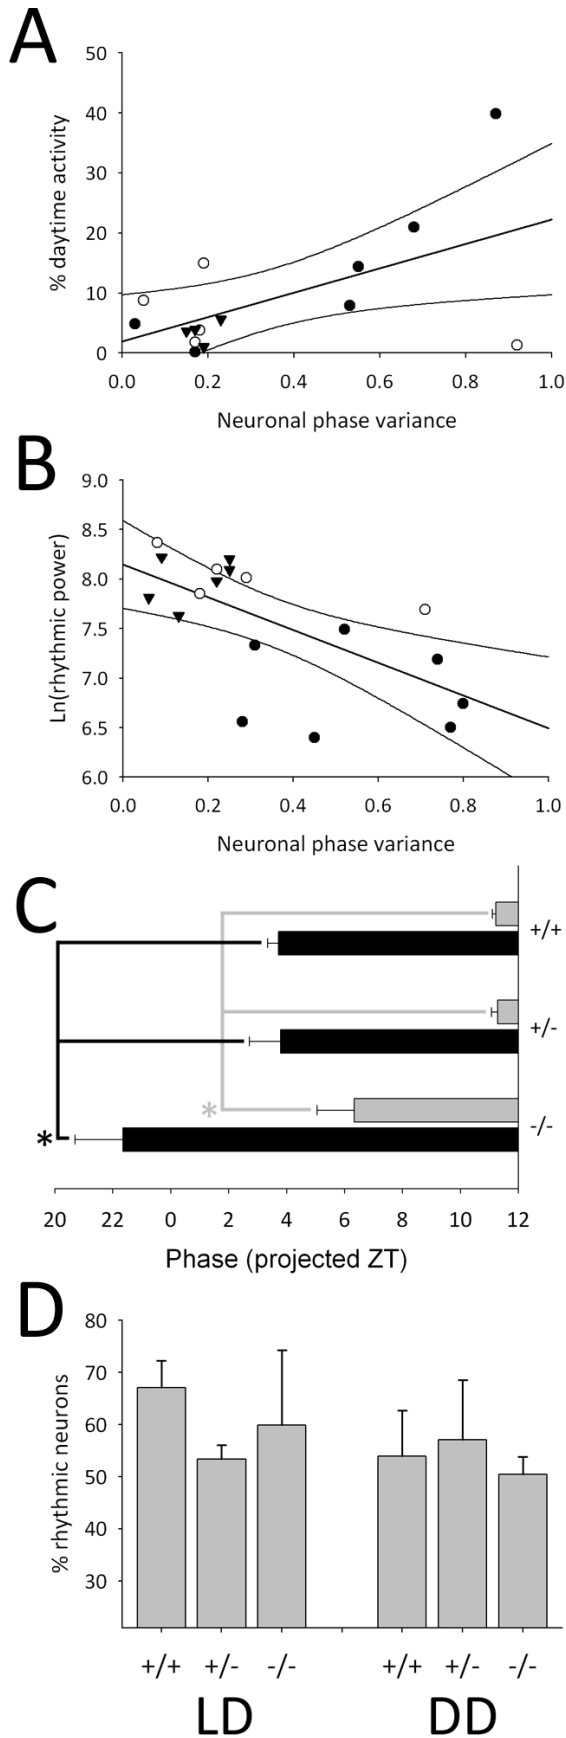 A
50
40
30
20
10
0
% daytime activity
0.0 0.2 0.4 0.6 0.8 1.0
Neuronal phase variance
B
9.0
8.5
8.0
7.5
7.0
6.5
6.0
Ln(rhythmic power)
0.0 0.2 0.4 0.6 0.8 1.0
Neuronal phase variance
C
+/+
+/-
*
-/-
*
20 22 0 2 4 6 8 10 12
Phase (projected ZT)
D
80
70
60
50
40
30
% rhythmic neurons
+/+ +/- -/- +/+ +/- -/-
LD DD